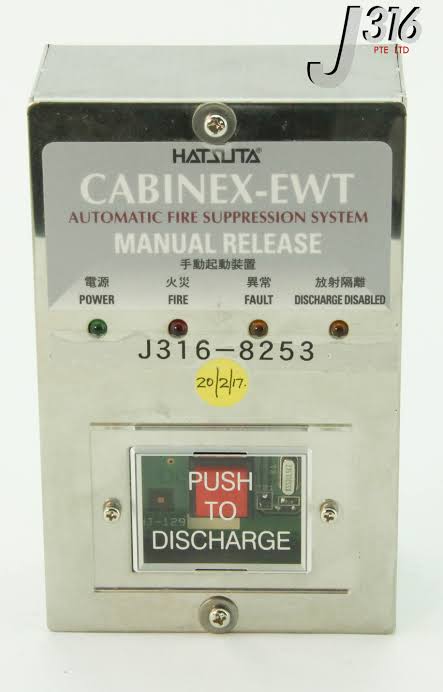 J316
PTE LTD
HATSUTA®
CABINEX-EWT
AUTOMATIC FIRE SUPPRESSION SYSTEM
MANUAL RELEASE
手動起動装置
電源 火災 異常 放射隔離
POWER FIRE FAULT DISCHARGE DISABLED
J316-8253
20/2/17.
PUSH
TO
DISCHARGE